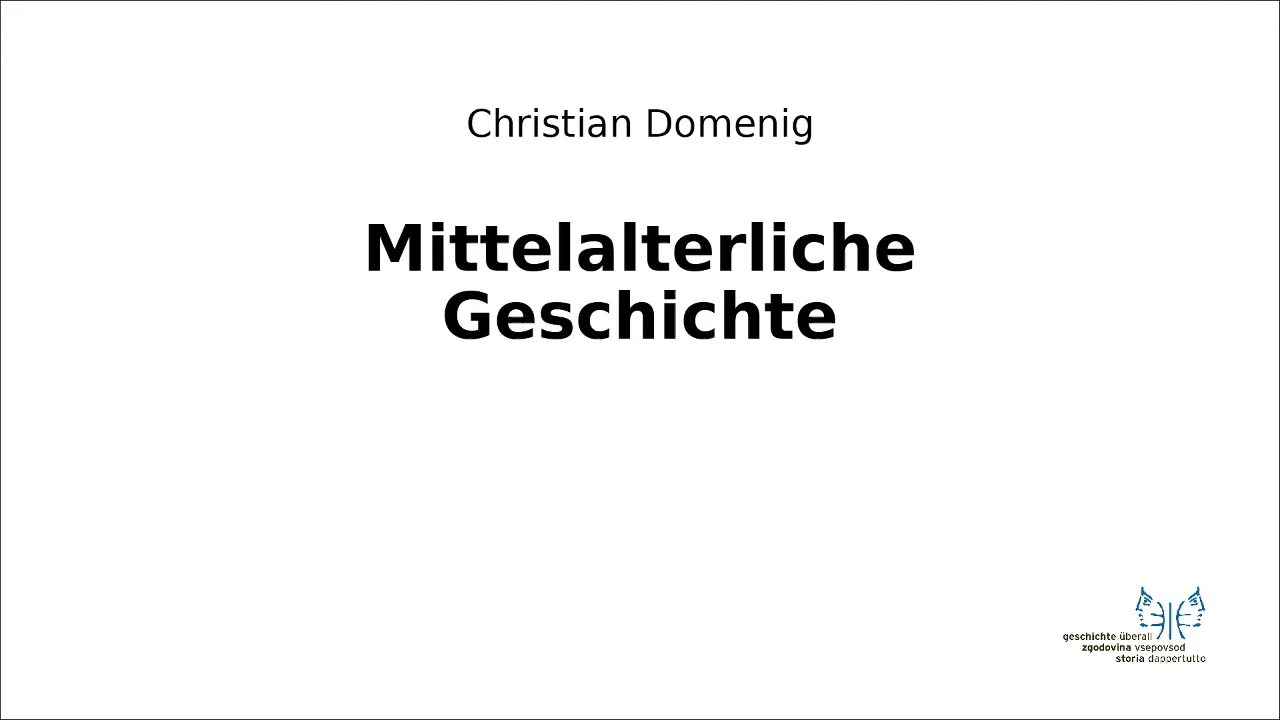 Christian Domenig
Mittelalterliche
Geschichte
geschichte überall
zgodovina vsepovsod
storia dappertutto